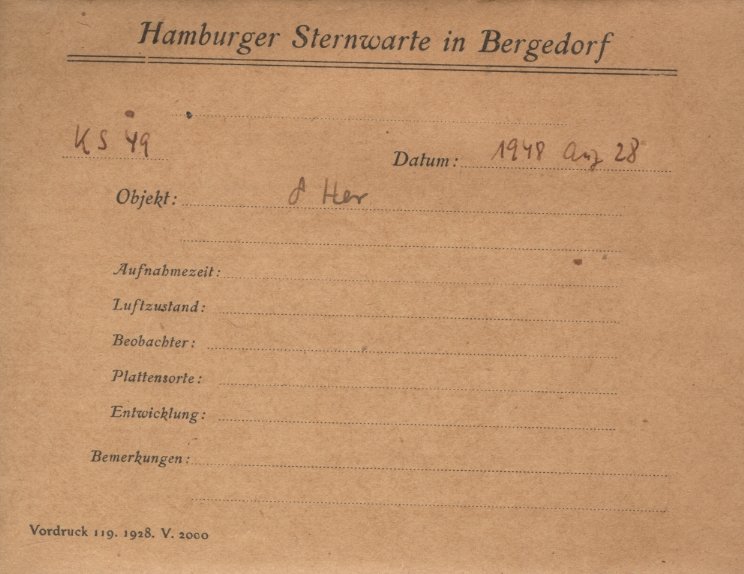 Hamburger Sternwarte in Bergedorf
KS 49
Datum: 1948 Aug 28
Objekt: δ Her
Aufnahmezeit:
Luftzustand:
Beobachter:
Plattensorte:
Entwicklung:
Bemerkungen:
Vordruck 119. 1928. V. 2000